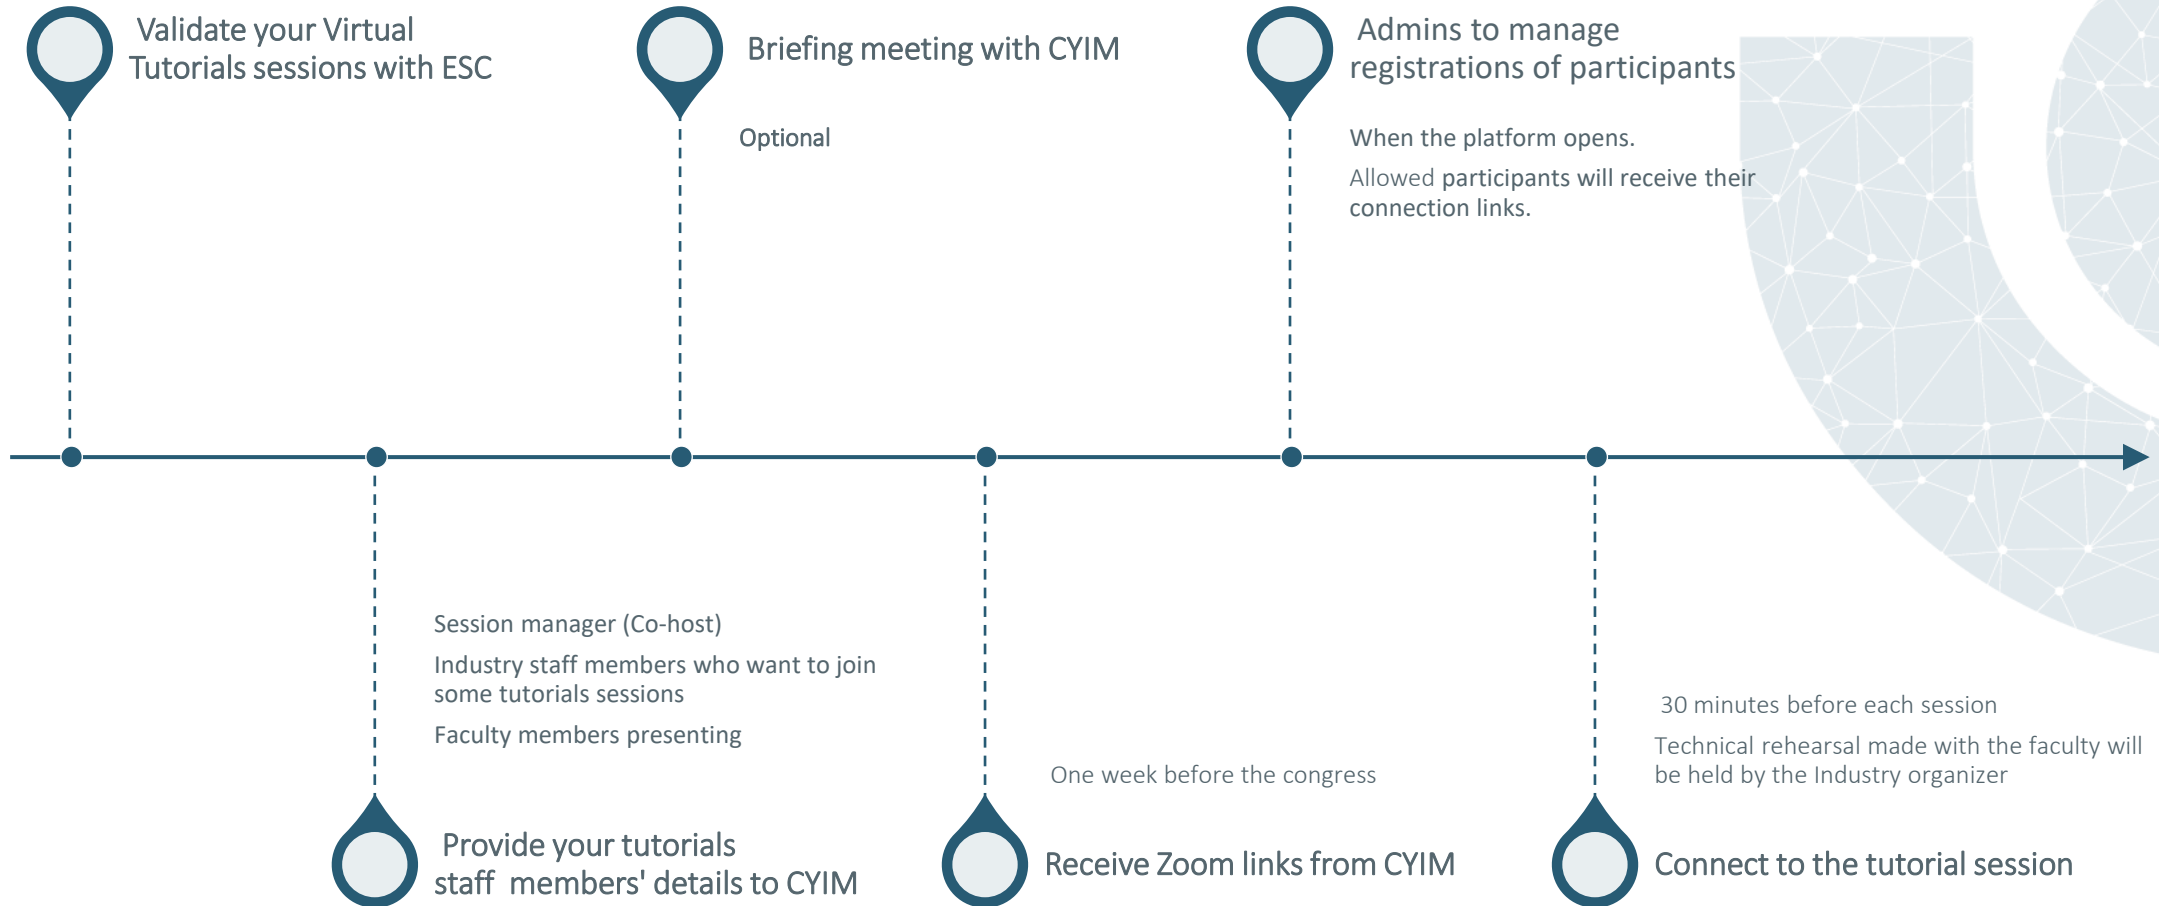 Validate your Virtual
Tutorials sessions with ESC
Briefing meeting with CYIM
Optional
Admins to manage
registrations of participants
When the platform opens.
Allowed participants will receive their
connection links.
Session manager (Co-host)
Industry staff members who want to join
some tutorials sessions
Faculty members presenting
Provide your tutorials
staff members' details to CYIM
One week before the congress
Receive Zoom links from CYIM
30 minutes before each session
Technical rehearsal made with the faculty will
be held by the Industry organizer
Connect to the tutorial session